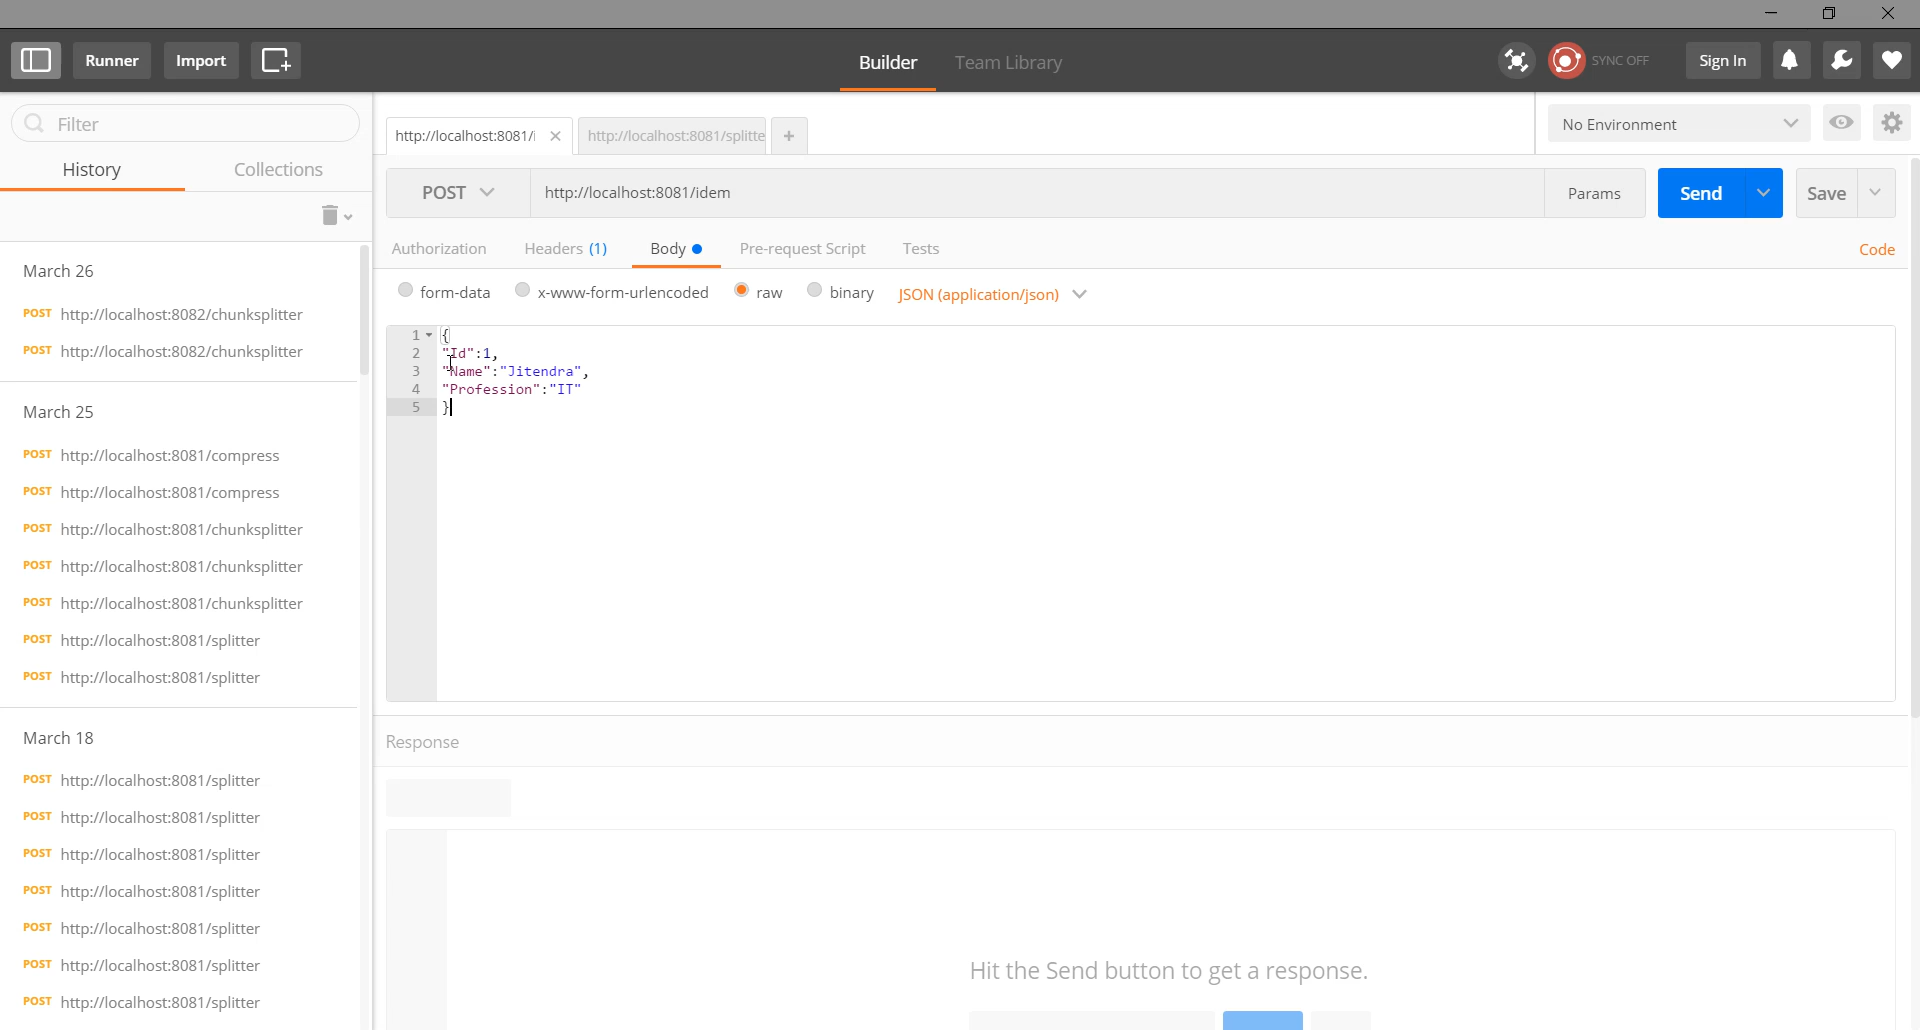 Runner
Import
Builder
Team Library
SYNC OFF
Sign In
Filter
History
Collections
March 26
POST http://localhost:8082/chunksplitter
POST http://localhost:8082/chunksplitter
March 25
POST http://localhost:8081/compress
POST http://localhost:8081/compress
POST http://localhost:8081/chunksplitter
POST http://localhost:8081/chunksplitter
POST http://localhost:8081/chunksplitter
POST http://localhost:8081/splitter
POST http://localhost:8081/splitter
March 18
POST http://localhost:8081/splitter
POST http://localhost:8081/splitter
POST http://localhost:8081/splitter
POST http://localhost:8081/splitter
POST http://localhost:8081/splitter
POST http://localhost:8081/splitter
POST http://localhost:8081/splitter
http://localhost:8081/i
http://localhost:8081/splitte
No Environment
POST
http://localhost:8081/idem
Params
Send
Save
Authorization
Headers (1)
Body
Pre-request Script
Tests
Code
form-data
x-www-form-urlencoded
raw
binary
JSON (application/json)
1 {
2 "Id":1,
3 "Name":"Jitendra",
4 "Profession":"IT"
5 }
Response
Hit the Send button to get a response.